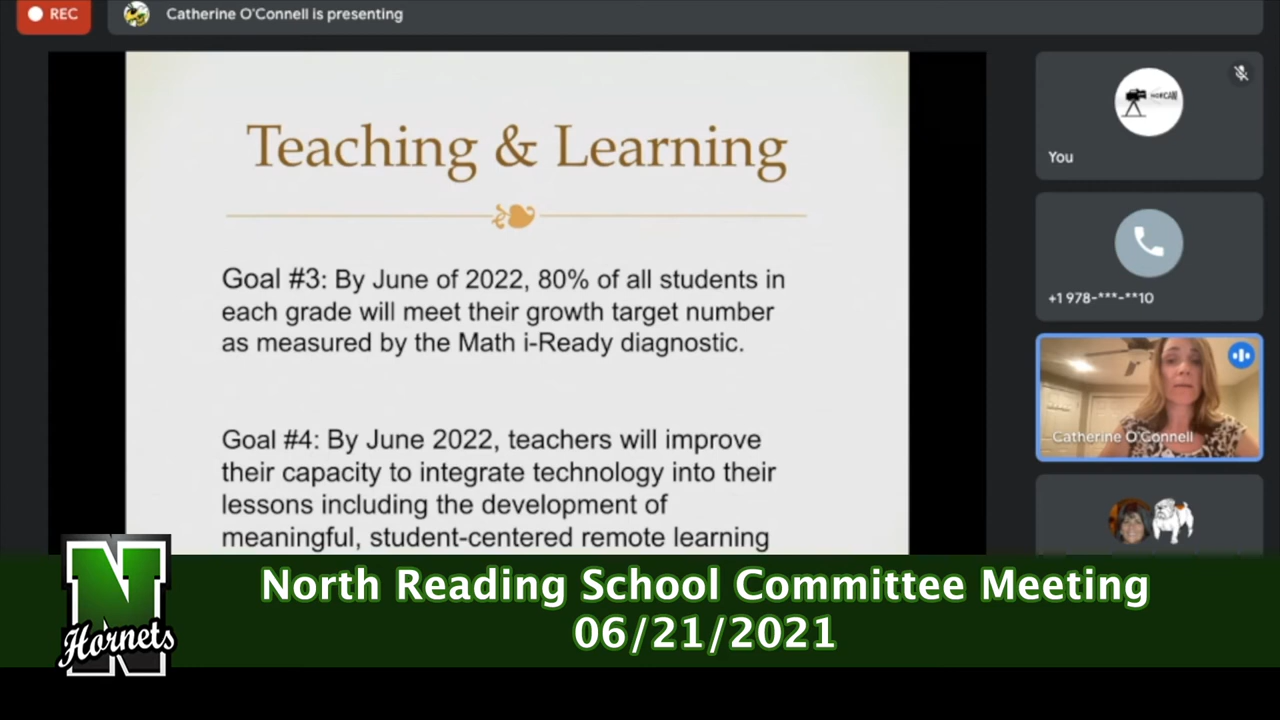 REC
Catherine O'Connell is presenting
Teaching & Learning
Goal #3: By June of 2022, 80% of all students in
each grade will meet their growth target number
as measured by the Math i-Ready diagnostic.
Goal #4: By June 2022, teachers will improve
their capacity to integrate technology into their
lessons including the development of
meaningful, student-centered remote learning
NORCAN
You
+1 978-***-**10
Catherine O'Connell
N
Hornets
North Reading School Committee Meeting
06/21/2021